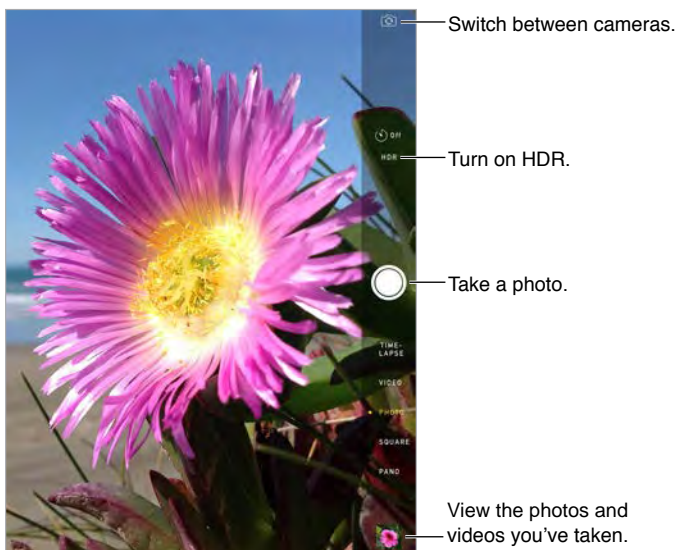 Switch between cameras.
Off
HDR
Turn on HDR.
Take a photo.
TIME-
LAPSE
VIDEO
PHOTO
SQUARE
PANO
View the photos and
videos you've taken.